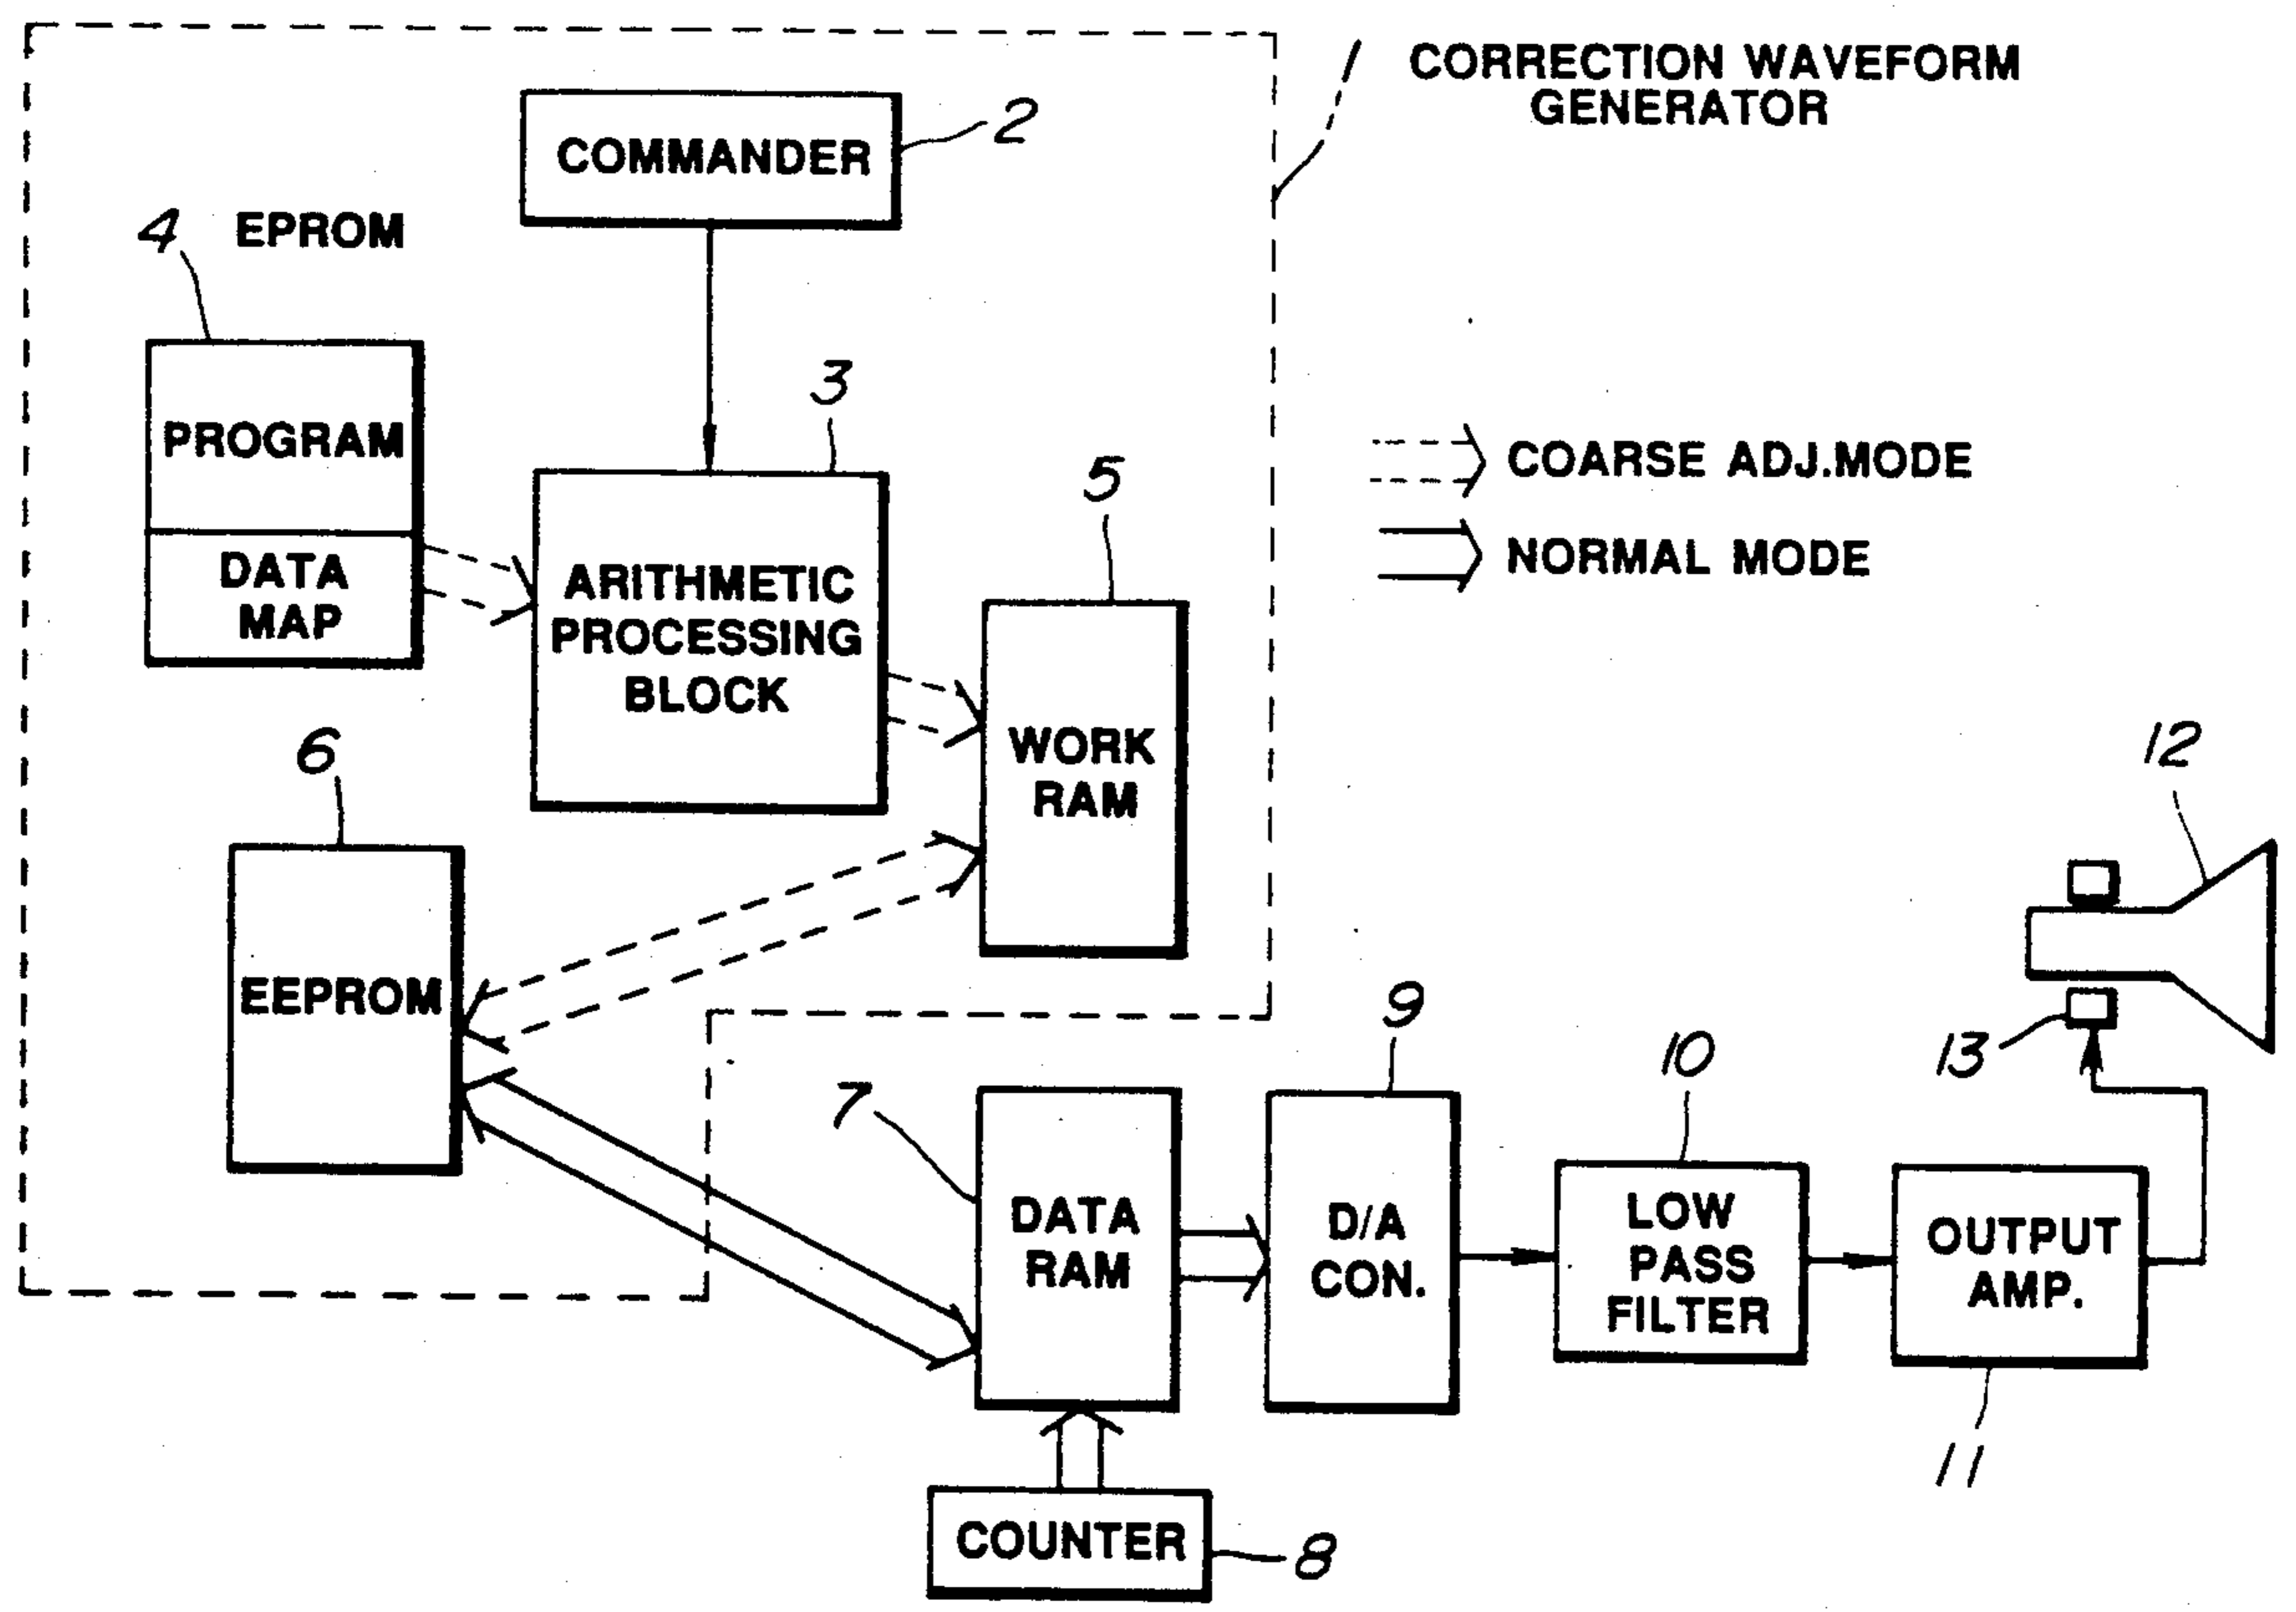 1
CORRECTION WAVEFORM
GENERATOR
COMMANDER
2
4
EPROM
PROGRAM
DATA
MAP
3
ARITHMETIC
PROCESSING
BLOCK
5
WORK
RAM
COARSE ADJ.MODE
NORMAL MODE
6
EEPROM
7
DATA
RAM
COUNTER
8
9
D/A
CON.
10
LOW
PASS
FILTER
OUTPUT
AMP.
11
12
13